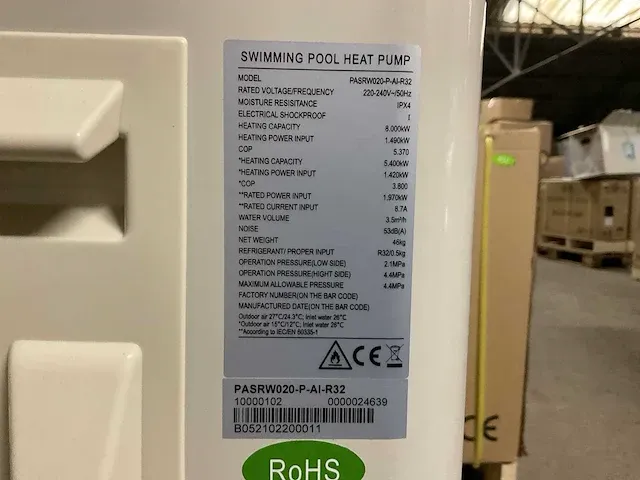 SWIMMING POOL HEAT PUMP
MODEL PASRW020-P-AI-R32
RATED VOLTAGE/FREQUENCY 220-240V~/50Hz
MOISTURE RESISITANCE IPX4
ELECTRICAL SHOCKPROOF I
HEATING CAPACITY 8.000kW
HEATING POWER INPUT 1.490kW
COP 5.370
*HEATING CAPACITY 5.400kW
*HEATING POWER INPUT 1.420kW
*COP 3.800
**RATED POWER INPUT 1.970kW
**RATED CURRENT INPUT 8.7A
WATER VOLUME 3.5m³/h
NOISE 53dB(A)
NET WEIGHT 46kg
REFRIGERANT/ PROPER INPUT R32/0.5kg
OPERATION PRESSURE(LOW SIDE) 2.1MPa
OPERATION PRESSURE(HIGHT SIDE) 4.4MPa
MAXIMUM ALLOWABLE PRESSURE 4.4MPa
FACTORY NUMBER(ON THE BAR CODE)
MANUFACTURED DATE(ON THE BAR CODE)
Outdoor air 27°C/24.3°C; Inlet water 26°C
*Outdoor air 15°C/12°C; Inlet water 26°C
**According to IEC/EN 60335-1
CE
PASRW020-P-AI-R32
10000102 0000024639
B052102200011
RoHS
CE